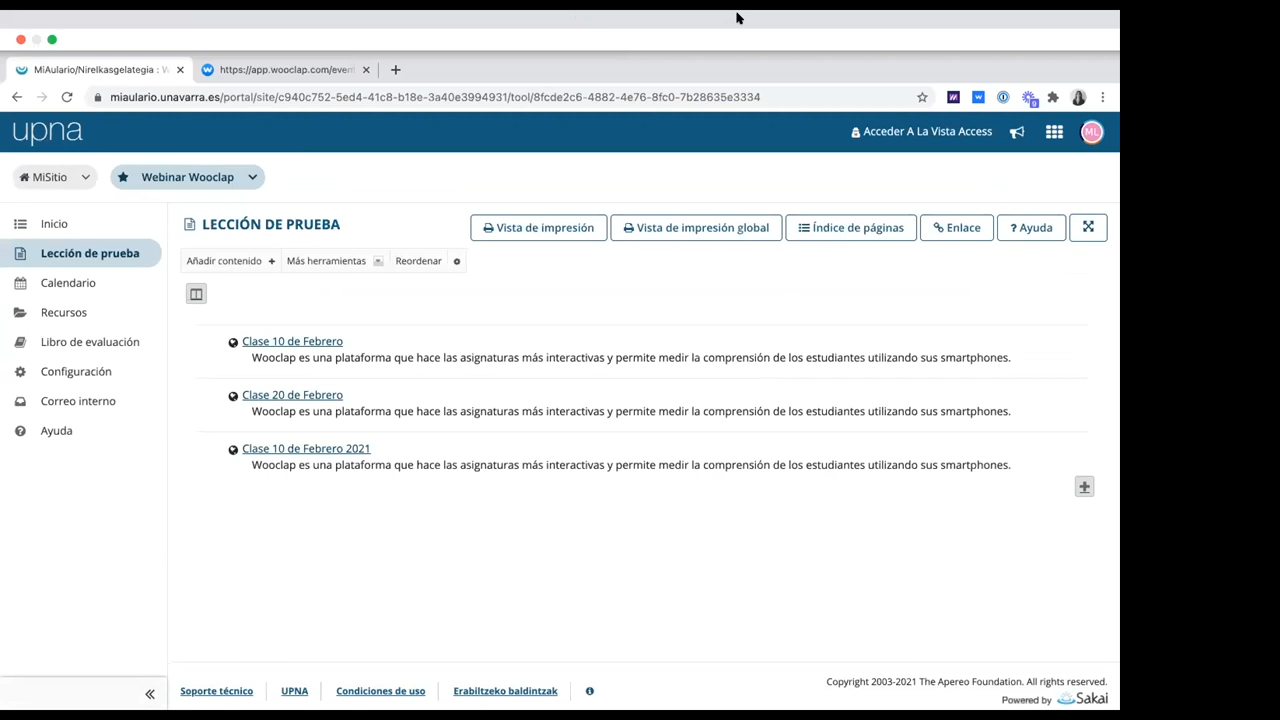 MiAulario/Nirelkasgelategia : W
https://app.wooclap.com/even
miaulario.unavarra.es/portal/site/c940c752-5ed4-41c8-b18e-3a40e3994931/tool/8fcde2c6-4882-4e76-8fc0-7b28635e3334
upna
Acceder A La Vista Access
ML
MiSitio
Webinar Wooclap
Inicio
Lección de prueba
Calendario
Recursos
Libro de evaluación
Configuración
Correo interno
Ayuda
LECCIÓN DE PRUEBA
Vista de impresión
Vista de impresión global
Índice de páginas
Enlace
? Ayuda
Añadir contenido +
Más herramientas
Reordenar
Clase 10 de Febrero
Wooclap es una plataforma que hace las asignaturas más interactivas y permite medir la comprensión de los estudiantes utilizando sus smartphones.
Clase 20 de Febrero
Wooclap es una plataforma que hace las asignaturas más interactivas y permite medir la comprensión de los estudiantes utilizando sus smartphones.
Clase 10 de Febrero 2021
Wooclap es una plataforma que hace las asignaturas más interactivas y permite medir la comprensión de los estudiantes utilizando sus smartphones.
Soporte técnico
UPNA
Condiciones de uso
Erabiltzeko baldintzak
Copyright 2003-2021 The Apereo Foundation. All rights reserved.
Powered by Sakai